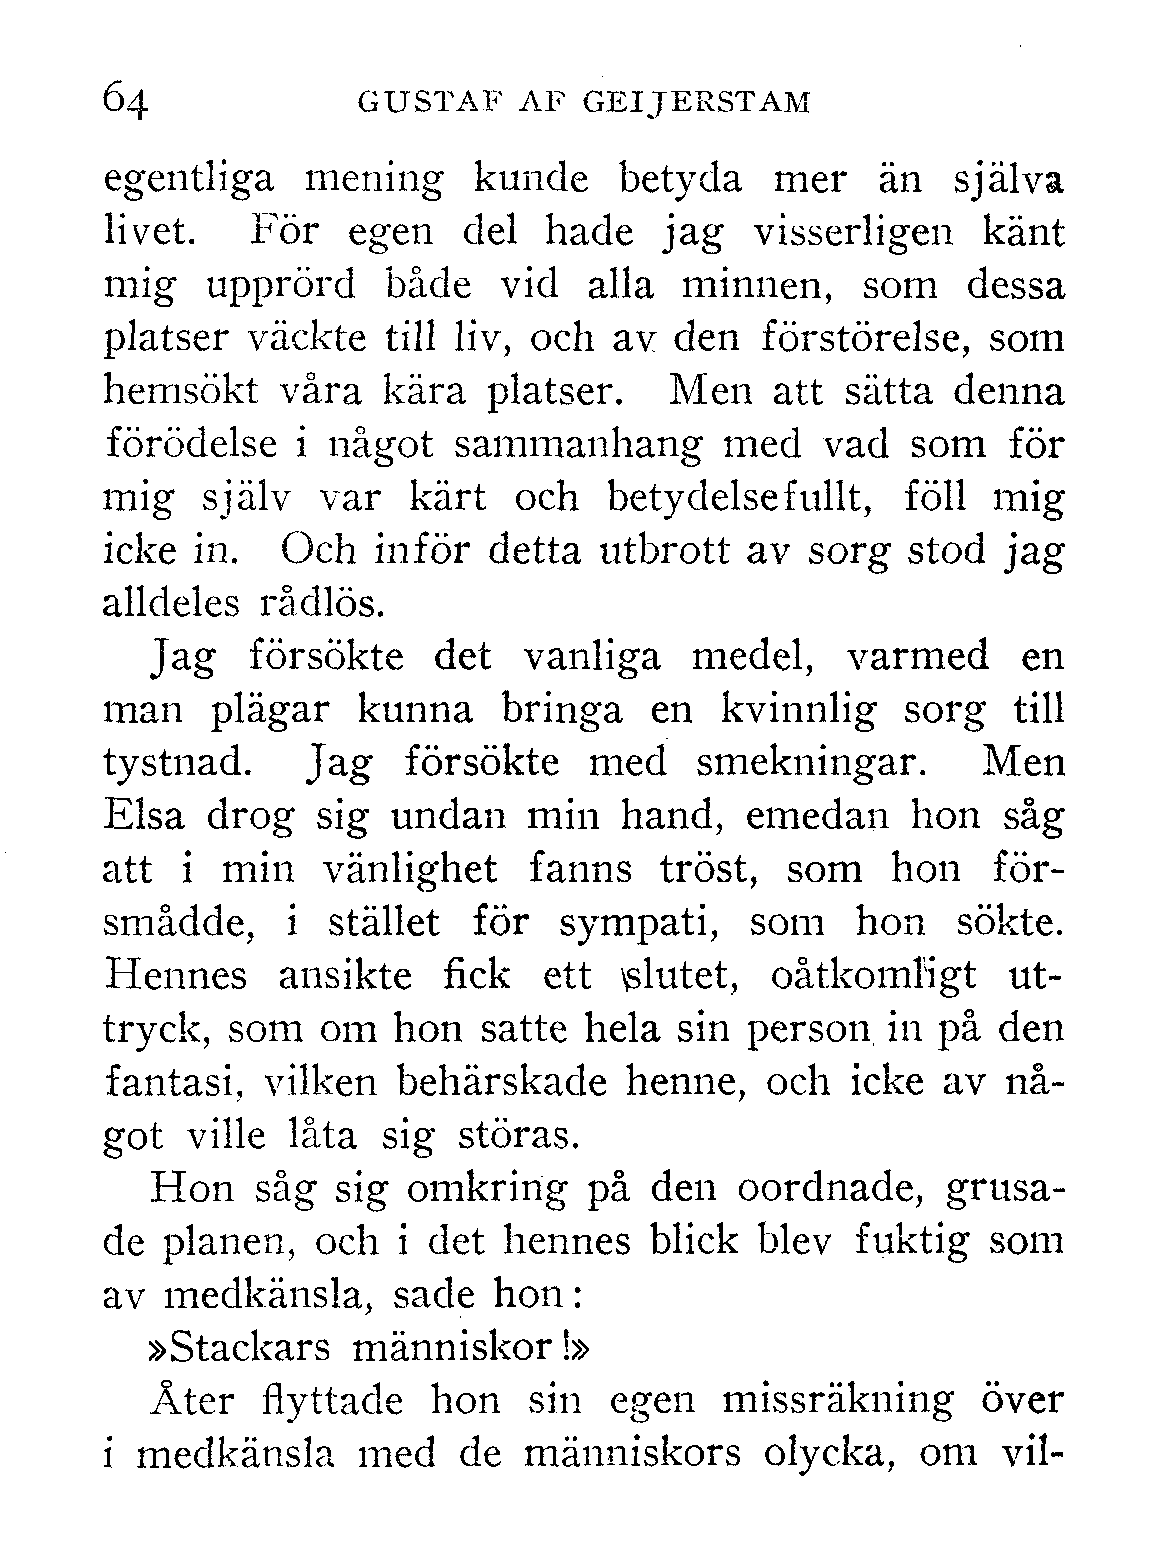 64 GUSTAF AF GEIJERSTAM
egentliga mening kunde betyda mer än själva
livet. För egen del hade jag visserligen känt
mig upprörd både vid alla minnen, som dessa
platser väckte till liv, och av den förstörelse, som
hemsökt våra kära platser. Men att sätta denna
förödelse i något sammanhang med vad som för
mig själv var kärt och betydelsefullt, föll mig
icke in. Och inför detta utbrott av sorg stod jag
alldeles rådlös.
Jag försökte det vanliga medel, varmed en
man plägar kunna bringa en kvinnlig sorg till
tystnad. Jag försökte med smekningar. Men
Elsa drog sig undan min hand, emedan hon såg
att i min vänlighet fanns tröst, som hon för-
smådde, i stället för sympati, som hon sökte.
Hennes ansikte fick ett slutet, oåtkomligt ut-
tryck, som om hon satte hela sin person in på den
fantasi, vilken behärskade henne, och icke av nå-
got ville låta sig störas.
Hon såg sig omkring på den oordnade, grusa-
de planen, och i det hennes blick blev fuktig som
av medkänsla, sade hon:
»Stackars människor!»
Åter flyttade hon sin egen missräkning över
i medkänsla med de människors olycka, om vil-